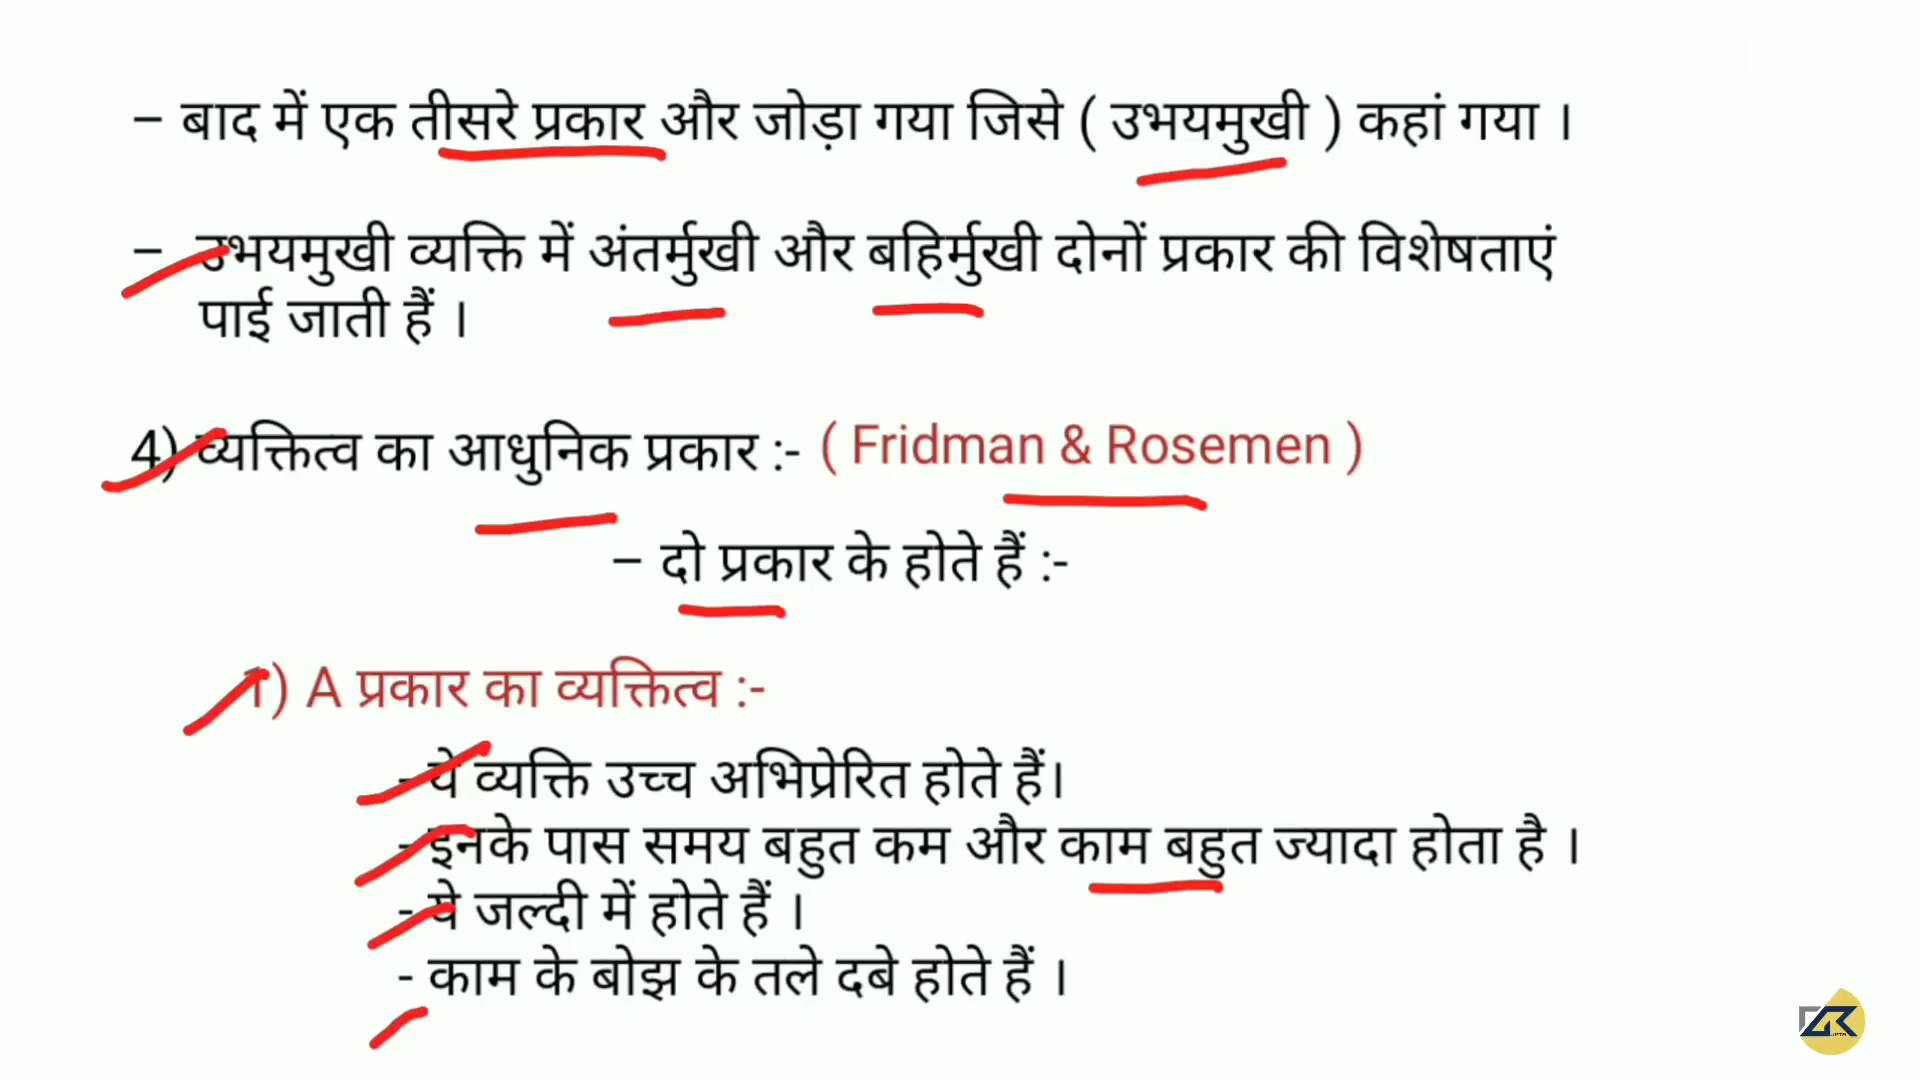 – बाद में एक तीसरे प्रकार और जोड़ा गया जिसे ( उभयमुखी ) कहां गया ।
– उभयमुखी व्यक्ति में अंतर्मुखी और बहिर्मुखी दोनों प्रकार की विशेषताएं
पाई जाती हैं ।
4) व्यक्तित्व का आधुनिक प्रकार :- ( Fridman & Rosemen )
– दो प्रकार के होते हैं :-
1) A प्रकार का व्यक्तित्व :-
- ये व्यक्ति उच्च अभिप्रेरित होते हैं।
- इनके पास समय बहुत कम और काम बहुत ज्यादा होता है ।
- ये जल्दी में होते हैं ।
- काम के बोझ के तले दबे होते हैं ।